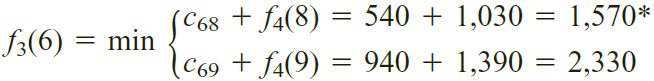 c68 + f4(8) = 540 + 1,030 = 1,570*
f3(6) = min {
c69 + f4(9) = 940 + 1,390 = 2,330